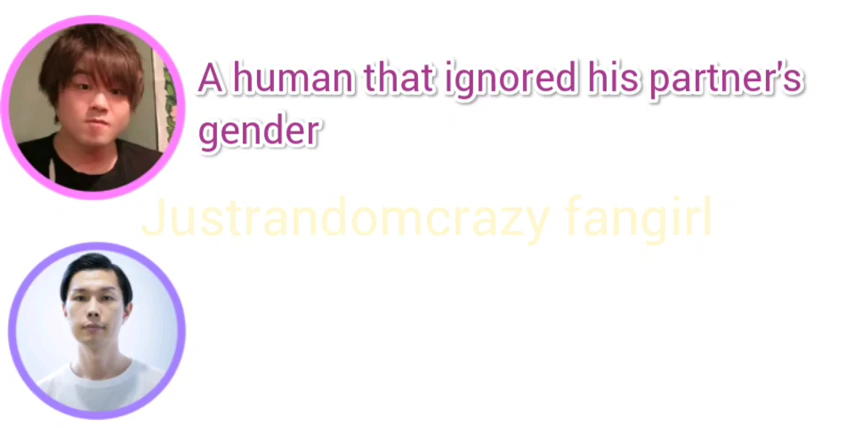 A human that ignored his partner's
gender
Justrandomcrazy fangirl